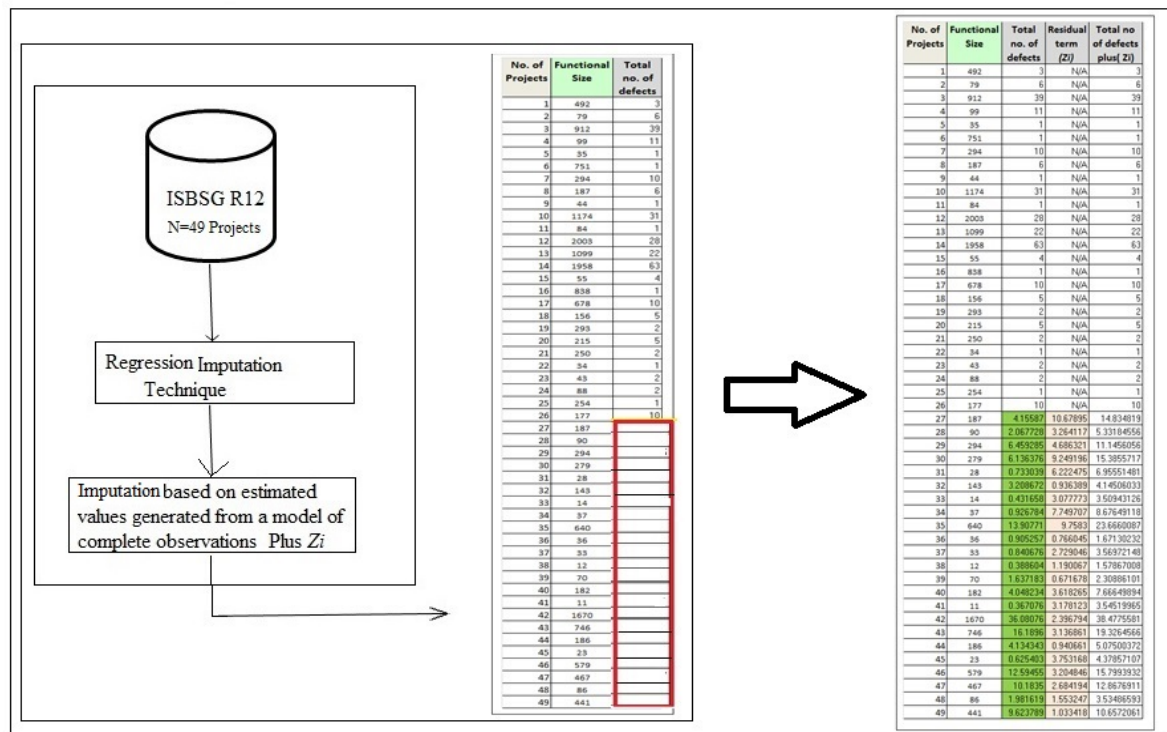 ISBSG R12
N=49 Projects
Regression Imputation
Technique
Imputation based on estimated
values generated from a model of
complete observations Plus Zi
No. of Functional Total
Projects Size no. of
defects
1 492 3
2 79 6
3 912 39
4 99 11
5 35 1
6 751 1
7 294 10
8 187 6
9 44 1
10 1174 31
11 84 1
12 2003 28
13 1099 22
14 1958 63
15 55 4
16 838 1
17 678 10
18 156 5
19 293 2
20 215 5
21 250 2
22 34 1
23 43 2
24 88 2
25 254 1
26 177 10
27 187
28 90
29 294
30 279
31 28
32 143
33 14
34 37
35 640
36 36
37 33
38 12
39 70
40 182
41 11
42 1670
43 746
44 186
45 23
46 579
47 467
48 86
49 441
No. of Functional Total Residual Total no
Projects Size no. of term of defects
defects (Zi) plus( Zi)
1 492 3 N/A 3
2 79 6 N/A 6
3 912 39 N/A 39
4 99 11 N/A 11
5 35 1 N/A 1
6 751 1 N/A 1
7 294 10 N/A 10
8 187 6 N/A 6
9 44 1 N/A 1
10 1174 31 N/A 31
11 84 1 N/A 1
12 2003 28 N/A 28
13 1099 22 N/A 22
14 1958 63 N/A 63
15 55 4 N/A 4
16 838 1 N/A 1
17 678 10 N/A 10
18 156 5 N/A 5
19 293 2 N/A 2
20 215 5 N/A 5
21 250 2 N/A 2
22 34 1 N/A 1
23 43 2 N/A 2
24 88 2 N/A 2
25 254 1 N/A 1
26 177 10 N/A 10
27 187 4.15587 10.67895 14.834819
28 90 2.067728 3.264117 5.33184556
29 294 6.459285 4.686321 11.1456056
30 279 6.136376 9.249196 15.3855717
31 28 0.733039 6.222475 6.95551481
32 143 3.208672 0.936389 4.14506033
33 14 0.431658 3.077773 3.50943126
34 37 0.926784 7.749707 8.67649118
35 640 13.90771 9.7583 23.6660087
36 36 0.905257 0.766045 1.67130232
37 33 0.840676 2.729046 3.56972148
38 12 0.388604 1.190067 1.57867008
39 70 1.637183 0.671678 2.30886101
40 182 4.048234 3.618265 7.66649894
41 11 0.367076 3.178123 3.54519965
42 1670 36.08076 2.396794 38.4775581
43 746 16.1896 3.136861 19.3264566
44 186 4.134343 0.940661 5.07500372
45 23 0.625403 3.753168 4.37857107
46 579 12.59455 3.204846 15.7993932
47 467 10.1835 2.684194 12.8676911
48 86 1.981619 1.553247 3.53486593
49 441 9.623789 1.033418 10.6572061